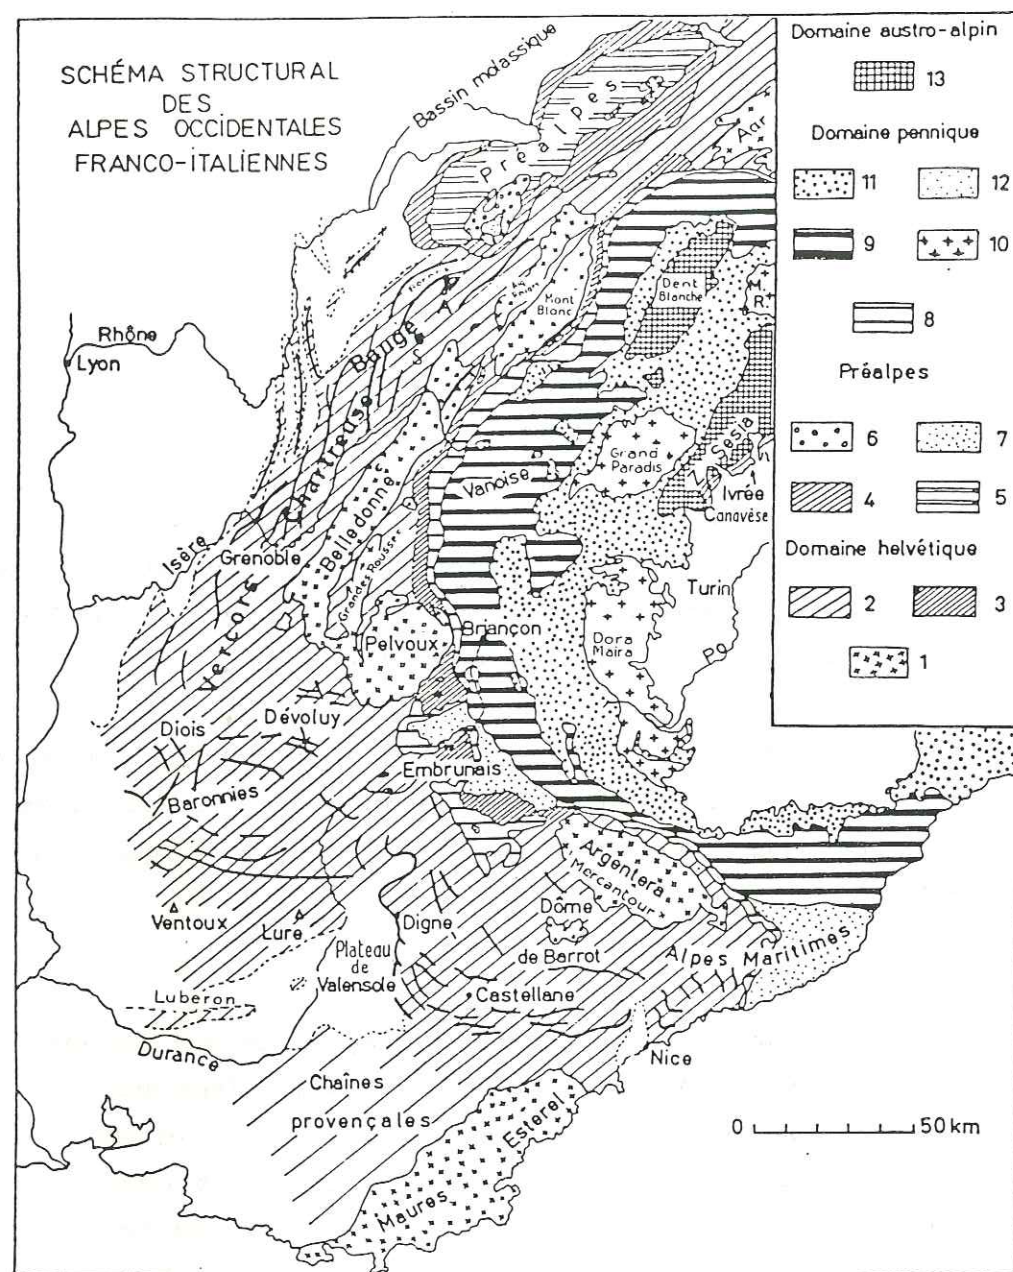 SCHÉMA STRUCTURAL
DES
ALPES OCCIDENTALES
FRANCO-ITALIENNES
Bassin molassique
Préalpes
Aar
Mont
Blanc
Dent
Blanche
M.
R.
A
S
Bauges
Rhône
Lyon
Chartreuse
Belledonne
Grandes Rousses
Vanoise
Grand
Paradis
Sesia
Ivrée
Canavèse
Isère
Grenoble
Vercors
Pelvoux
Briançon
Dora
Maira
Turin
Po
Diois
Dévoluy
Baronnies
Embrunais
Argentera
Mercantour
Ventoux
Lure
Digne
Dôme
de Barrot
Alpes Maritimes
Plateau
de
Valensole
Luberon
Castellane
Durance
Nice
Chaînes
provençales
Esterel
Maures
0 50 km
Domaine austro-alpin
13
Domaine pennique
11 12
9 10
8
Préalpes
6 7
4 5
Domaine helvétique
2 3
1